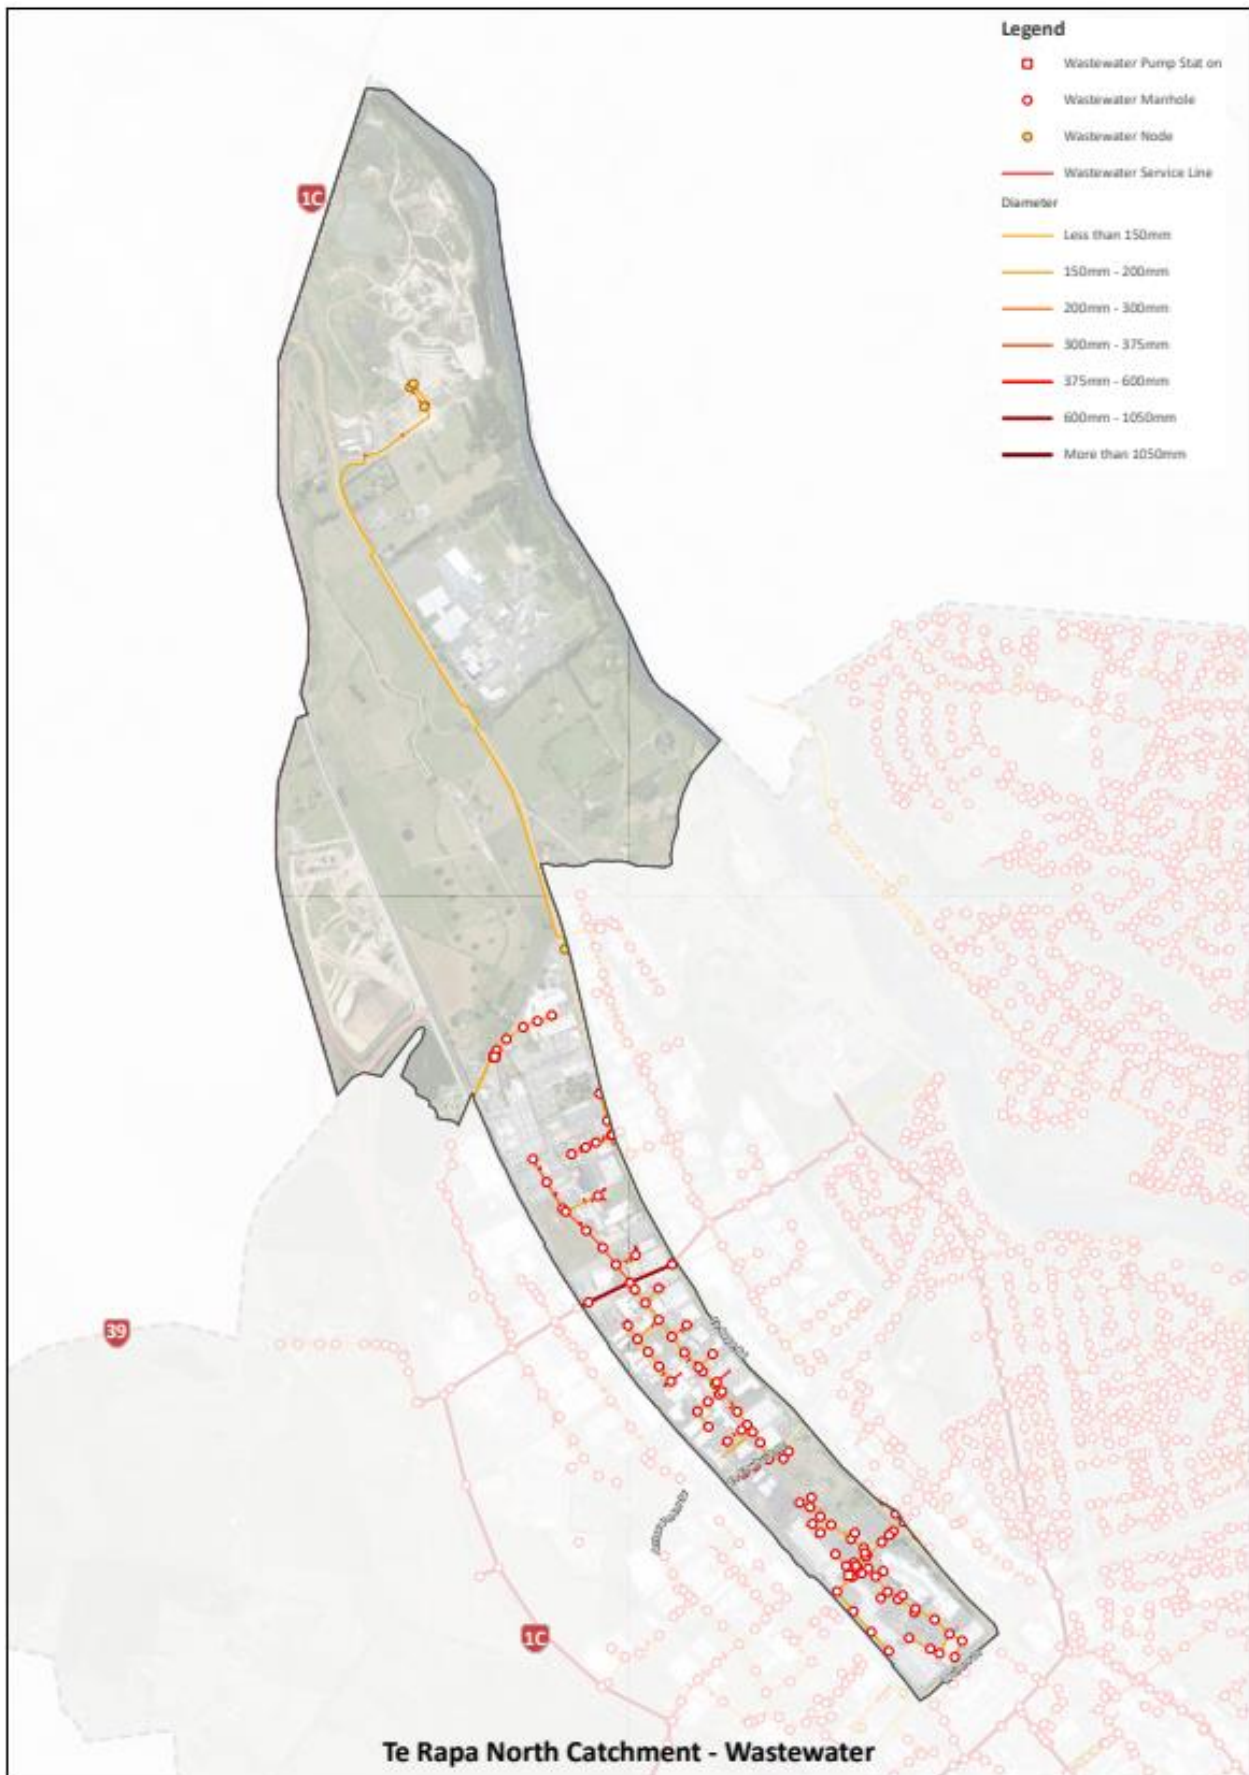 Legend
Wastewater Pump Stat on
Wastewater Manhole
Wastewater Node
Wastewater Service Line
Diameter
Less than 150mm
150mm - 200mm
200mm - 300mm
300mm - 375mm
375mm - 600mm
600mm - 1050mm
More than 1050mm
1C
39
1C
Te Rapa North Catchment - Wastewater